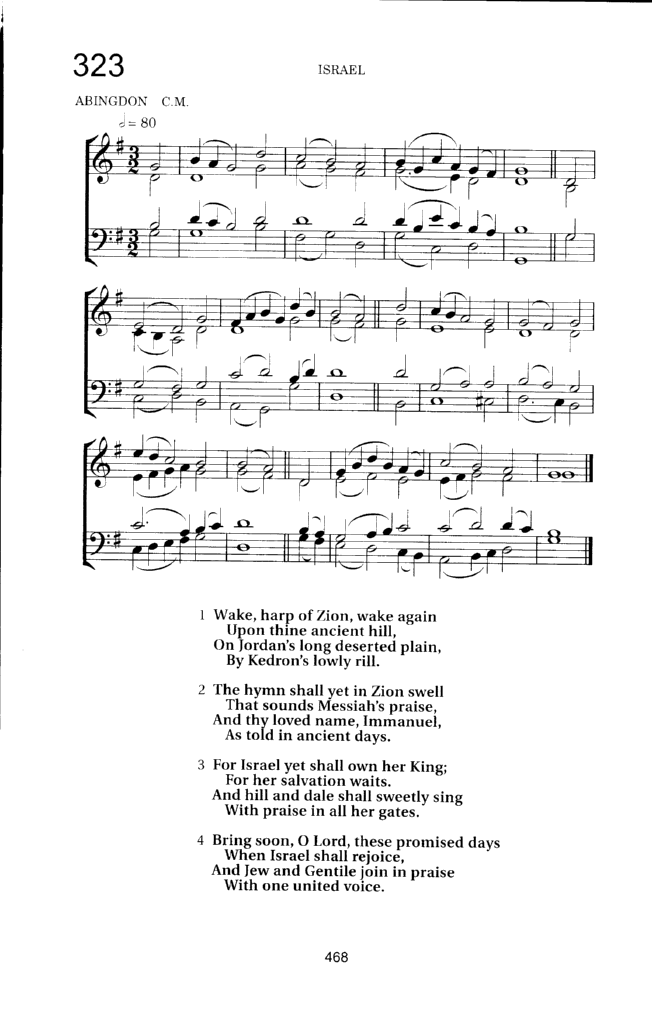 323
ISRAEL
ABINGDON C.M.
= 80
1 Wake, harp of Zion, wake again
Upon thine ancient hill,
On Jordan's long deserted plain,
By Kedron's lowly rill.
2 The hymn shall yet in Zion swell
That sounds Messiah's praise,
And thy loved name, Immanuel,
As told in ancient days.
3 For Israel yet shall own her King;
For her salvation waits.
And hill and dale shall sweetly sing
With praise in all her gates.
4 Bring soon, O Lord, these promised days
When Israel shall rejoice,
And Jew and Gentile join in praise
With one united voice.
468